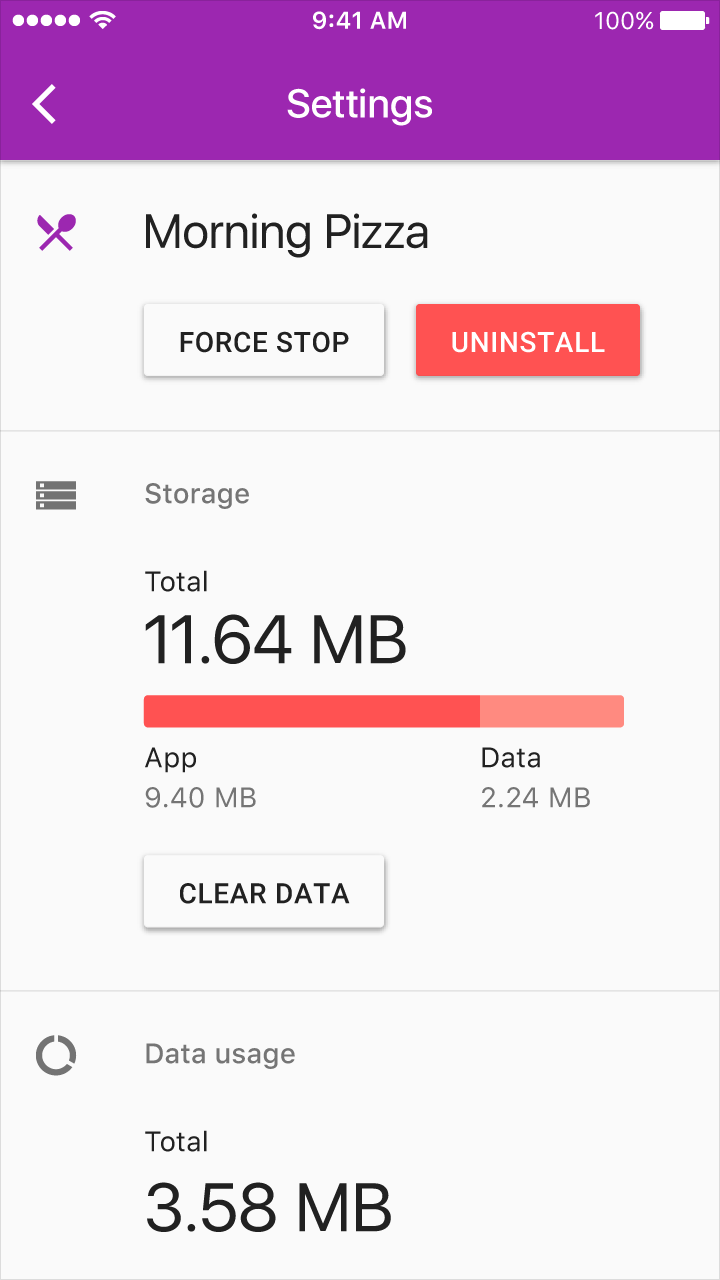 9:41 AM 100%
Settings
Morning Pizza
FORCE STOP UNINSTALL
Storage
Total
11.64 MB
App Data
9.40 MB 2.24 MB
CLEAR DATA
Data usage
Total
3.58 MB